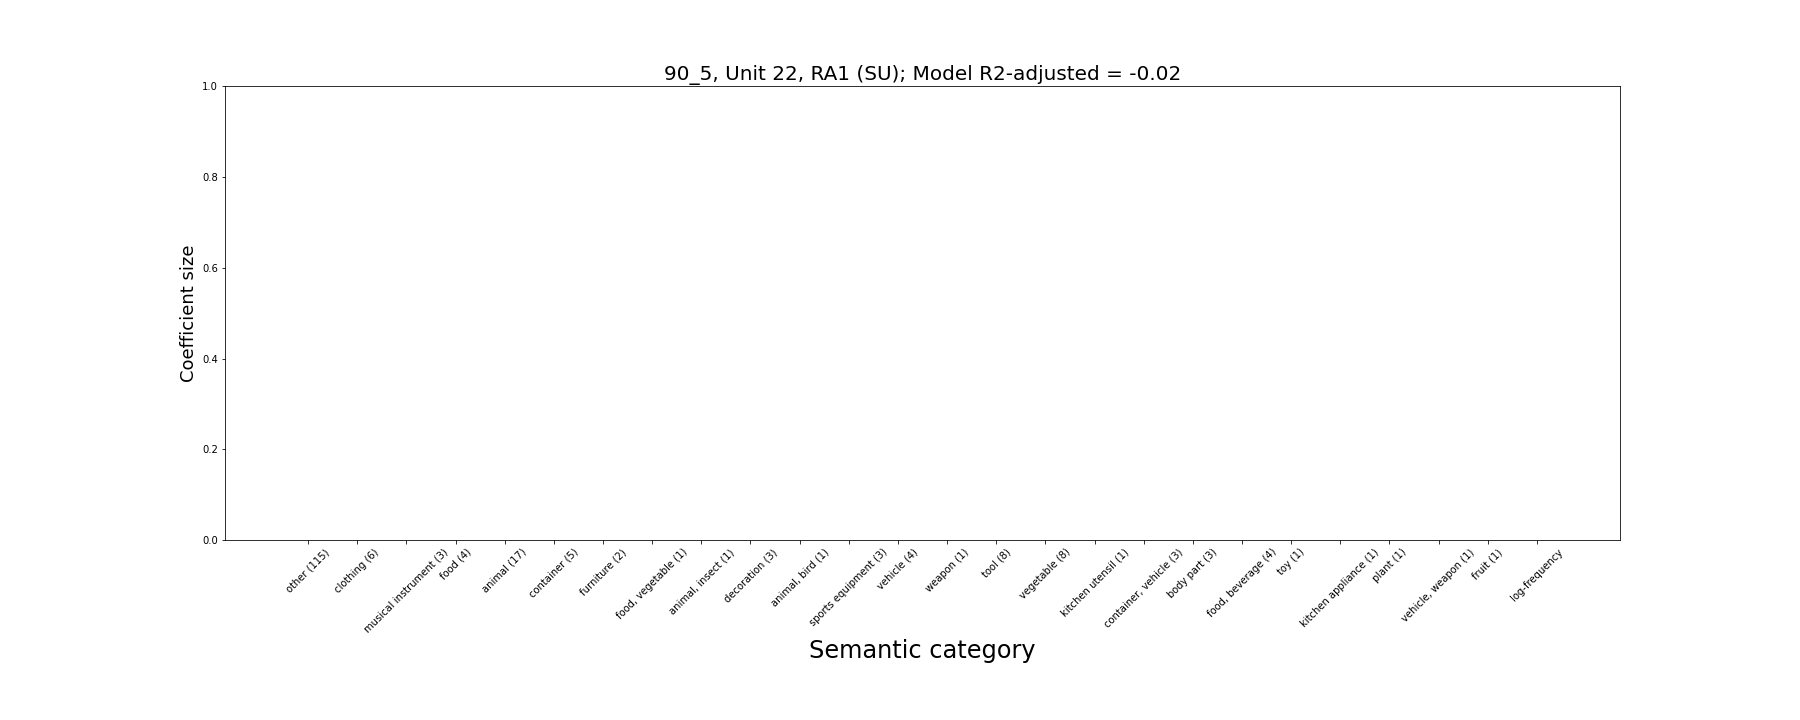 90_5, Unit 22, RA1 (SU); Model R2-adjusted = -0.02
Coefficient size
1.0
0.8
0.6
0.4
0.2
0.0
other (115)
clothing (6)
musical instrument (3)
food (4)
animal (17)
container (5)
furniture (2)
food, vegetable (1)
animal, insect (1)
decoration (3)
animal, bird (1)
sports equipment (3)
vehicle (4)
weapon (1)
tool (8)
vegetable (8)
kitchen utensil (1)
container, vehicle (3)
body part (3)
food, beverage (4)
toy (1)
kitchen appliance (1)
plant (1)
vehicle, weapon (1)
fruit (1)
log-frequency
Semantic category